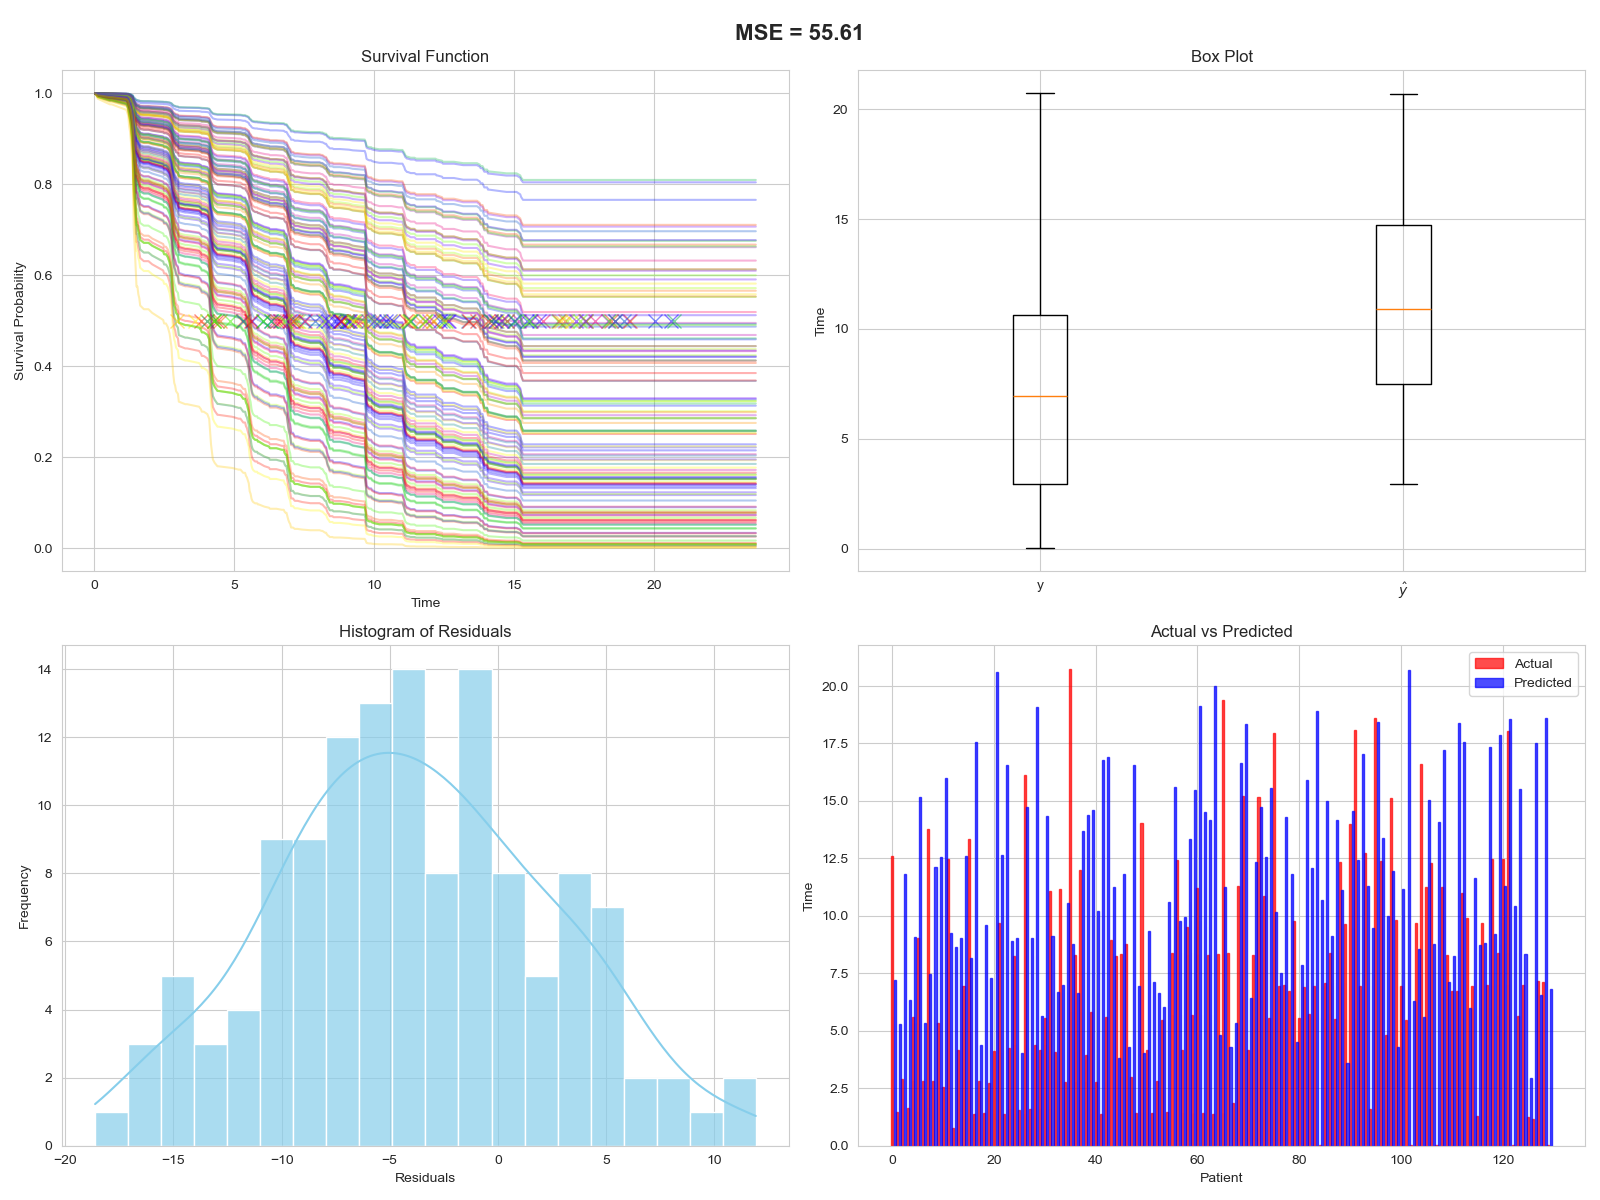 MSE = 55.61
Survival Function
1.0
0.8
0.6
0.4
0.2
0.0
Survival Probability
0 5 10 15 20
Time
Box Plot
20
15
10
5
0
Time
y ŷ
Histogram of Residuals
14
12
10
8
6
4
2
0
Frequency
−20 −15 −10 −5 0 5 10
Residuals
Actual vs Predicted
Actual
Predicted
20.0
17.5
15.0
12.5
10.0
7.5
5.0
2.5
0.0
Time
0 20 40 60 80 100 120
Patient